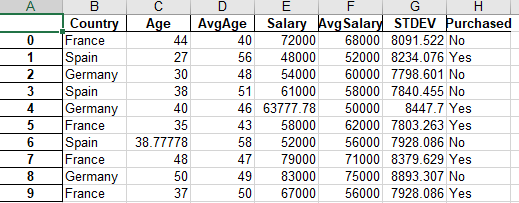 A B C D E F G H
Country Age AvgAge Salary AvgSalary STDEV Purchased
0 France 44 40 72000 68000 8091.522 No
1 Spain 27 56 48000 52000 8234.076 Yes
2 Germany 30 48 54000 60000 7798.601 No
3 Spain 38 51 61000 58000 7840.455 No
4 Germany 40 46 63777.78 50000 8447.7 Yes
5 France 35 43 58000 62000 7803.263 Yes
6 Spain 38.77778 58 52000 56000 7928.086 No
7 France 48 47 79000 71000 8379.629 Yes
8 Germany 50 49 83000 75000 8893.307 No
9 France 37 50 67000 56000 7928.086 Yes